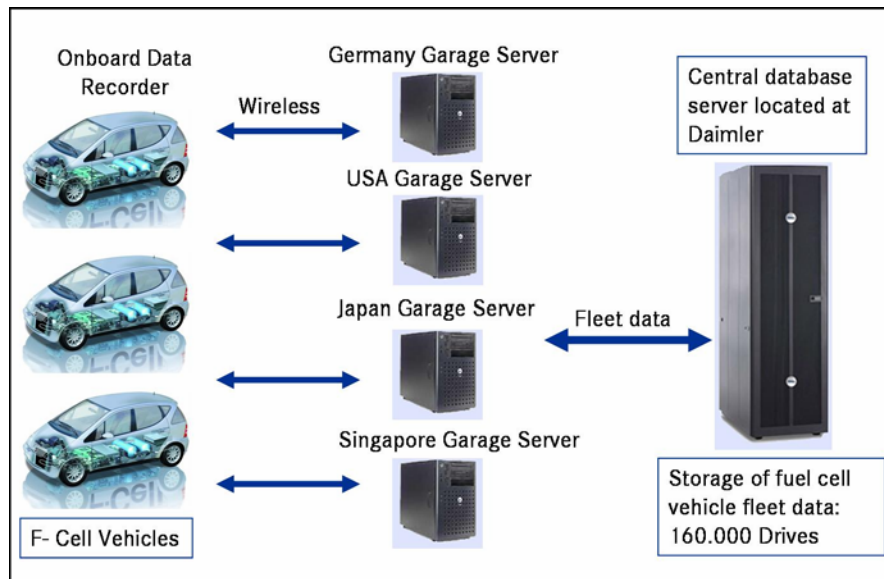 Onboard Data
Recorder
Germany Garage Server
Wireless
USA Garage Server
Japan Garage Server
Singapore Garage Server
Fleet data
Central database
server located at
Daimler
Storage of fuel cell
vehicle fleet data:
160.000 Drives
F- Cell Vehicles